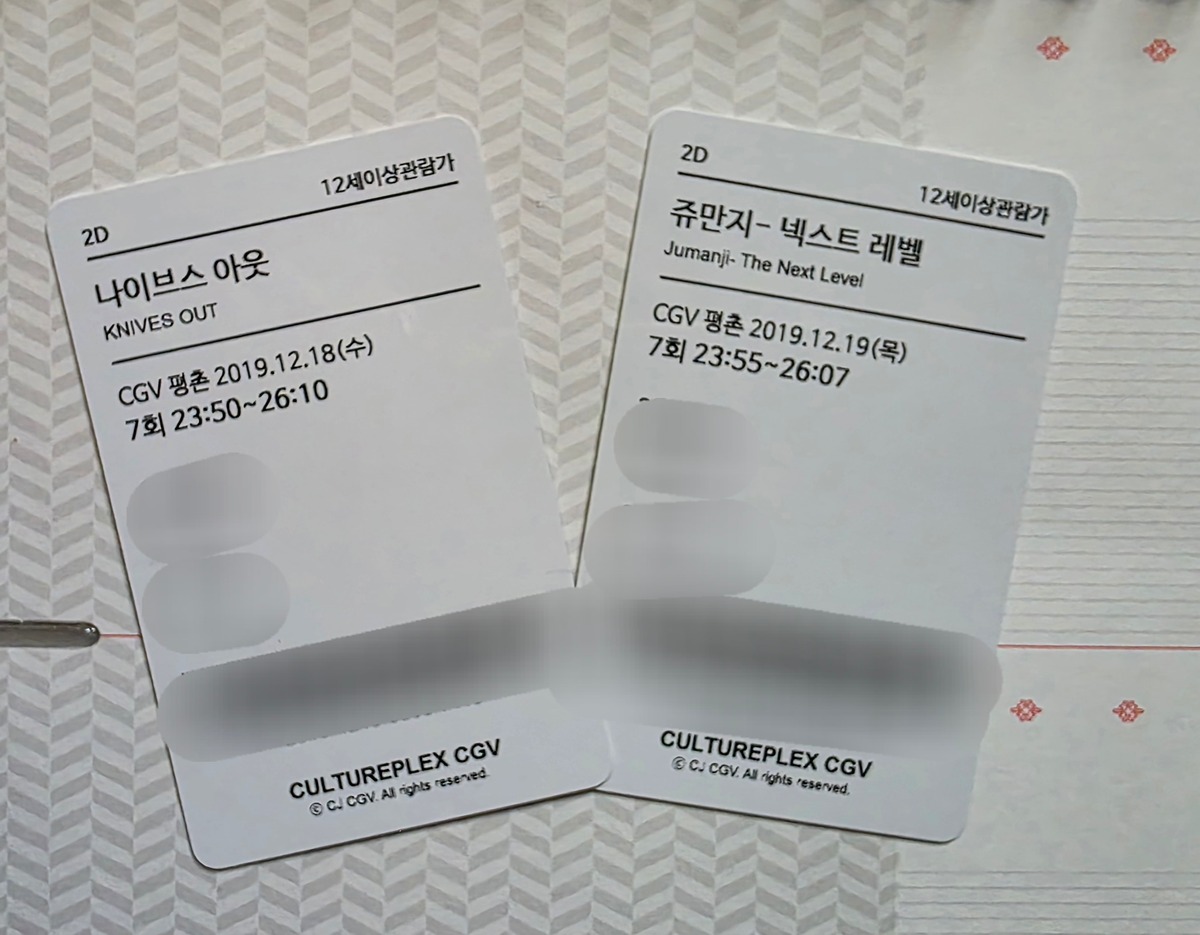 2D
12세이상관람가
나이브스 아웃
KNIVES OUT
CGV 평촌 2019.12.18(수)
7회 23:50~26:10
CULTUREPLEX CGV
© CJ CGV. All rights reserved.
2D
12세이상관람가
쥬만지- 넥스트 레벨
Jumanji- The Next Level
CGV 평촌 2019.12.19(목)
7회 23:55~26:07
CULTUREPLEX CGV
© CJ CGV. All rights reserved.